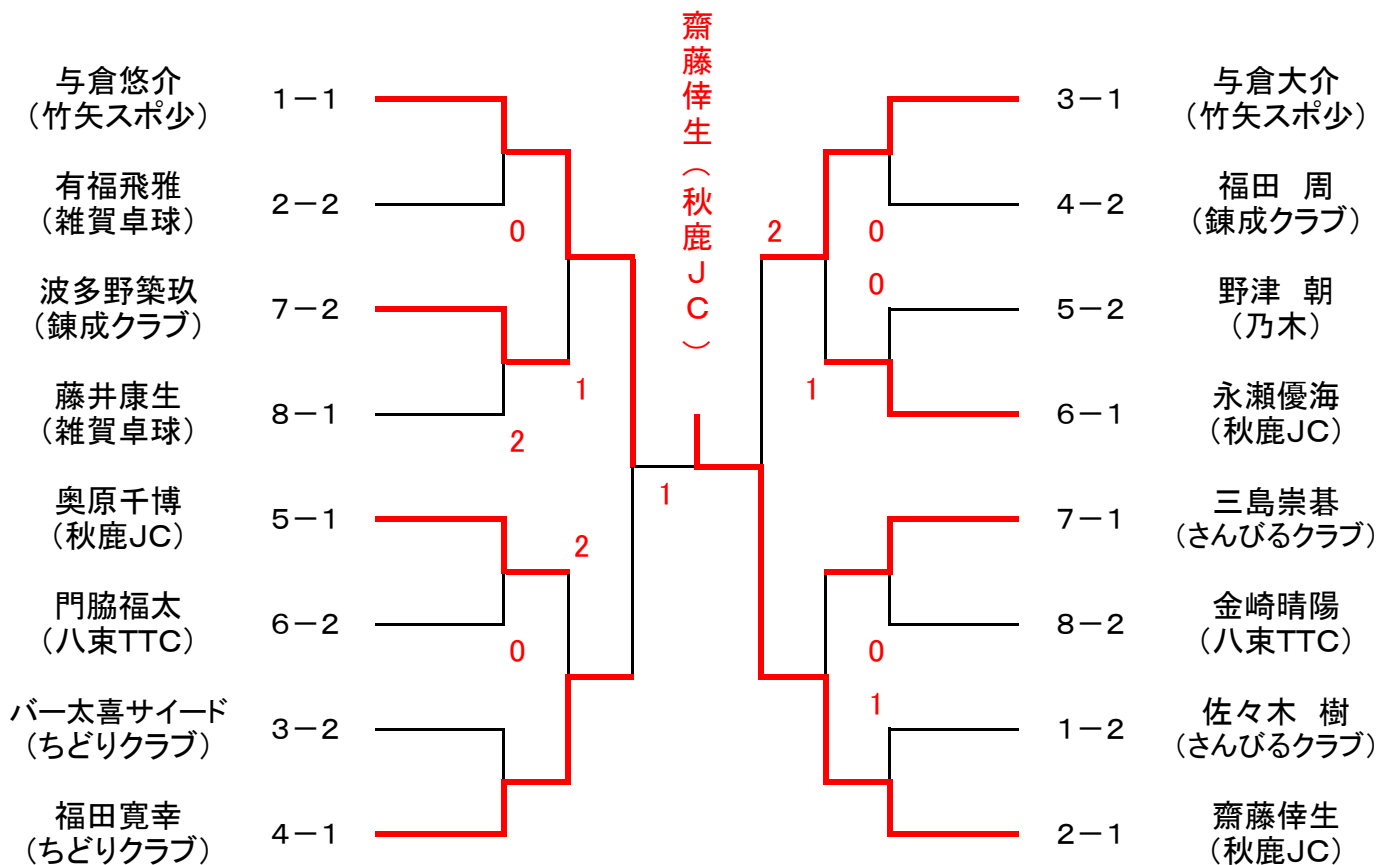 齋藤倖生（秋鹿JC）
与倉悠介
（竹矢スポ少）
1－1
有福飛雅
（雑賀卓球）
2－2
0
波多野築玖
（錬成クラブ）
7－2
藤井康生
（雑賀卓球）
8－1
2
1
奥原千博
（秋鹿JC）
5－1
2
門脇福太
（八束TTC）
6－2
0
バー太喜サイード
（ちどりクラブ）
3－2
福田寛幸
（ちどりクラブ）
4－1
1
3－1
与倉大介
（竹矢スポ少）
2
4－2
福田　周
（錬成クラブ）
0
0
5－2
野津　朝
（乃木）
1
6－1
永瀬優海
（秋鹿JC）
7－1
三島崇碁
（さんびるクラブ）
8－2
金崎晴陽
（八束TTC）
0
1
1－2
佐々木　樹
（さんびるクラブ）
2－1
齋藤倖生
（秋鹿JC）